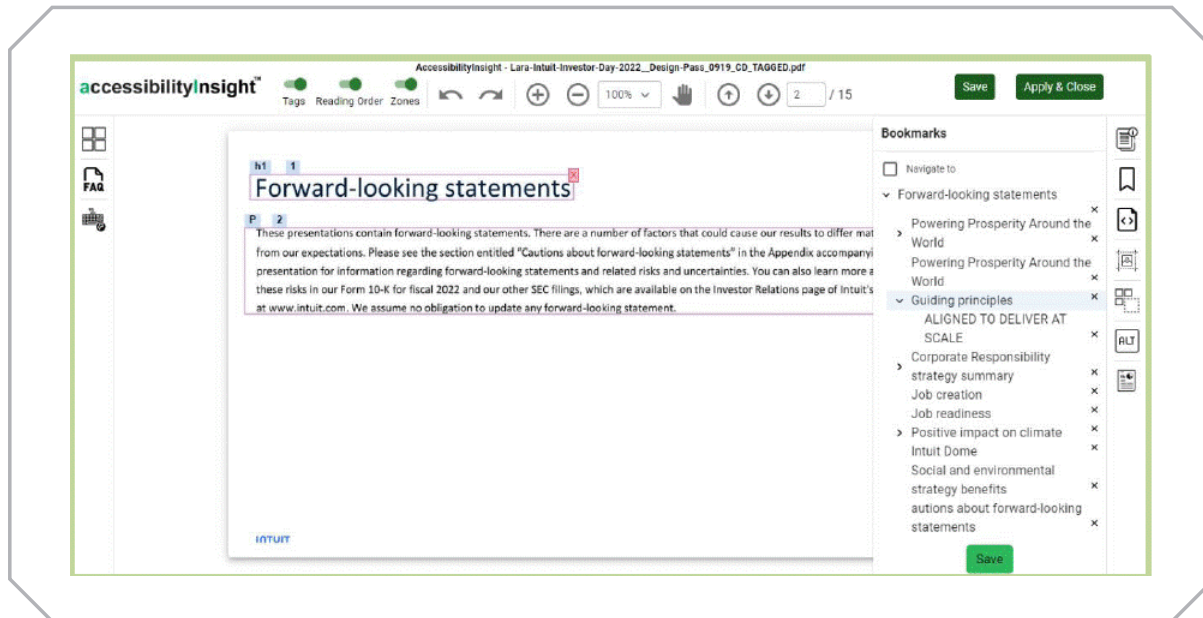 AccessibilityInsight - Lara-Intuit-Investor-Day-2022__Design-Pass_0919_CD_TAGGED.pdf
accessibilityInsight™
Tags Reading Order Zones
100%
2 / 15
Save
Apply & Close
FAQ
h1 1
Forward-looking statements
P 2
These presentations contain forward-looking statements. There are a number of factors that could cause our results to differ mat
from our expectations. Please see the section entitled "Cautions about forward-looking statements" in the Appendix accompanyi
presentation for information regarding forward-looking statements and related risks and uncertainties. You can also learn more a
these risks in our Form 10-K for fiscal 2022 and our other SEC filings, which are available on the Investor Relations page of Intuit's
at www.intuit.com. We assume no obligation to update any forward-looking statement.
INTUIT
Bookmarks
Navigate to
Forward-looking statements
Powering Prosperity Around the
World
Powering Prosperity Around the
World
Guiding principles
ALIGNED TO DELIVER AT
SCALE
Corporate Responsibility
strategy summary
Job creation
Job readiness
Positive impact on climate
Intuit Dome
Social and environmental
strategy benefits
autions about forward-looking
statements
Save
ALT